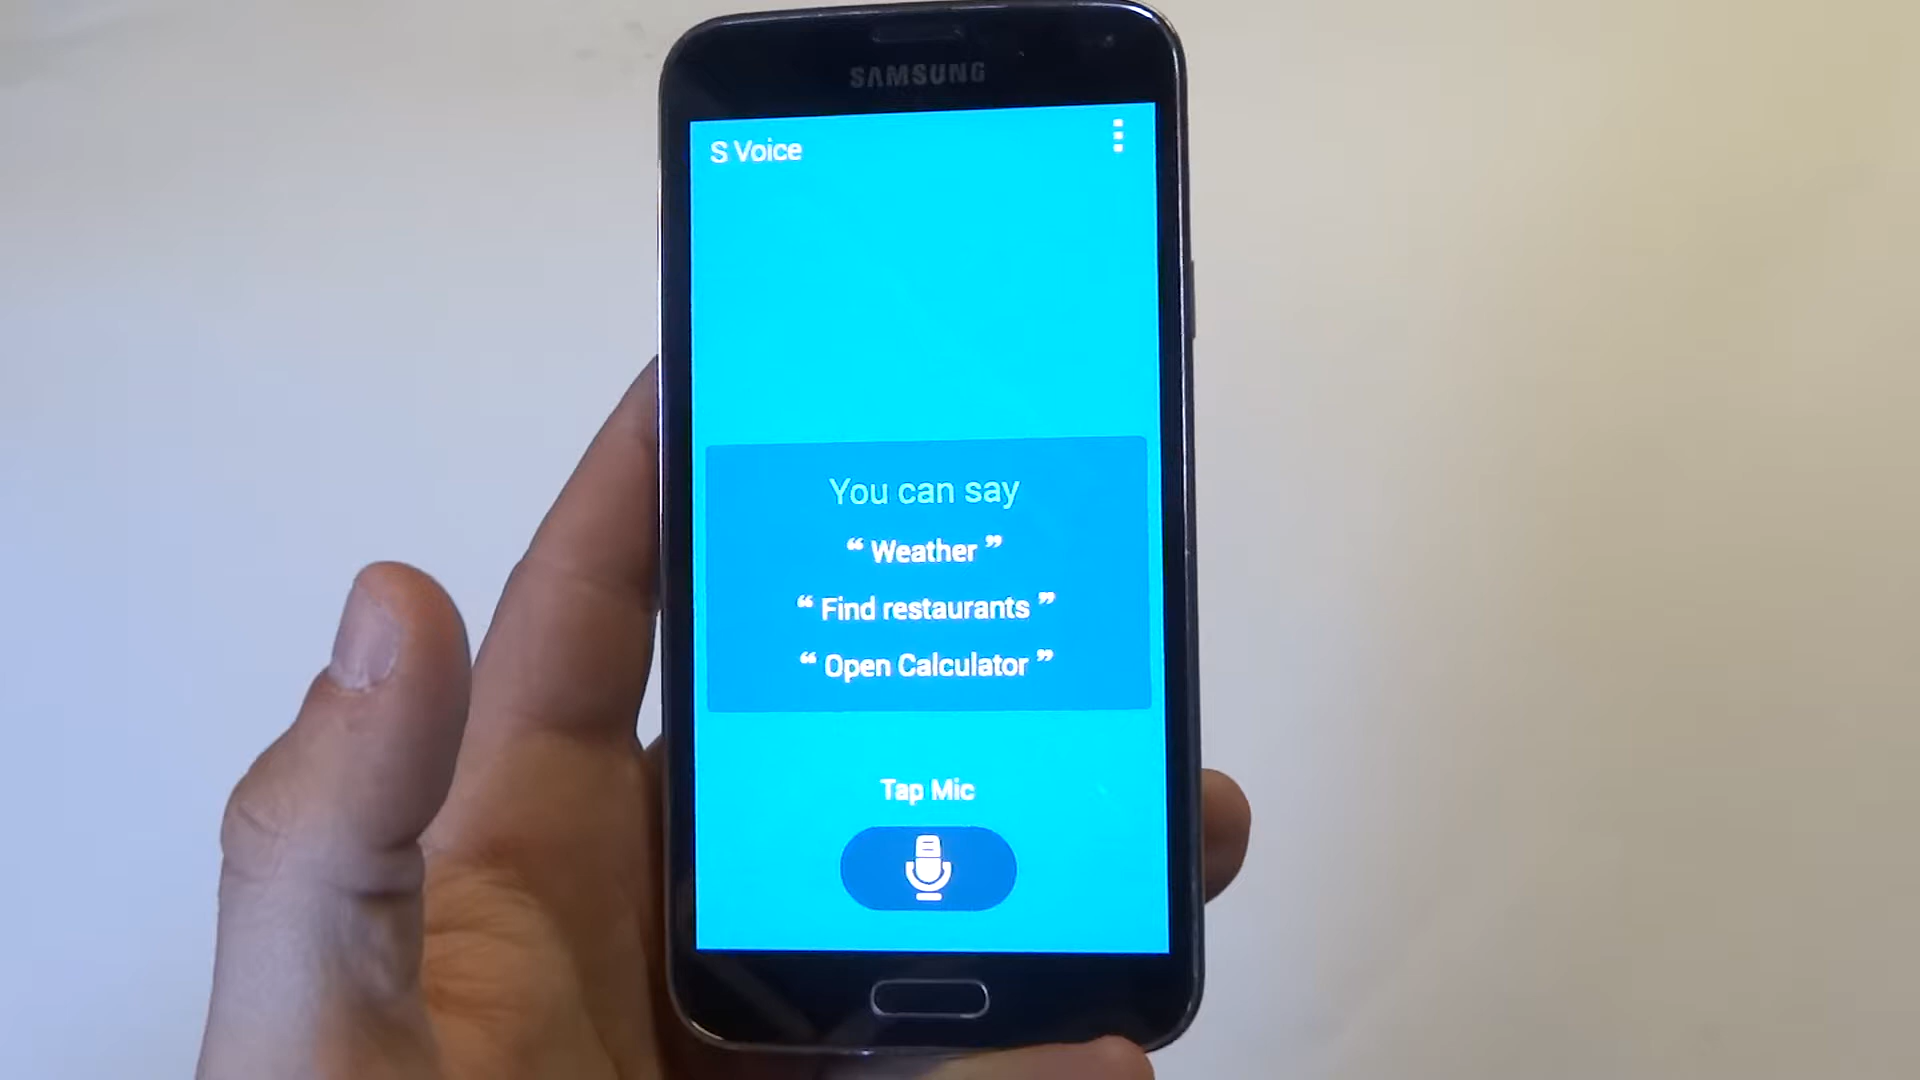 SAMSUNG
S Voice
You can say
“ Weather ”
“ Find restaurants ”
“ Open Calculator ”
Tap Mic